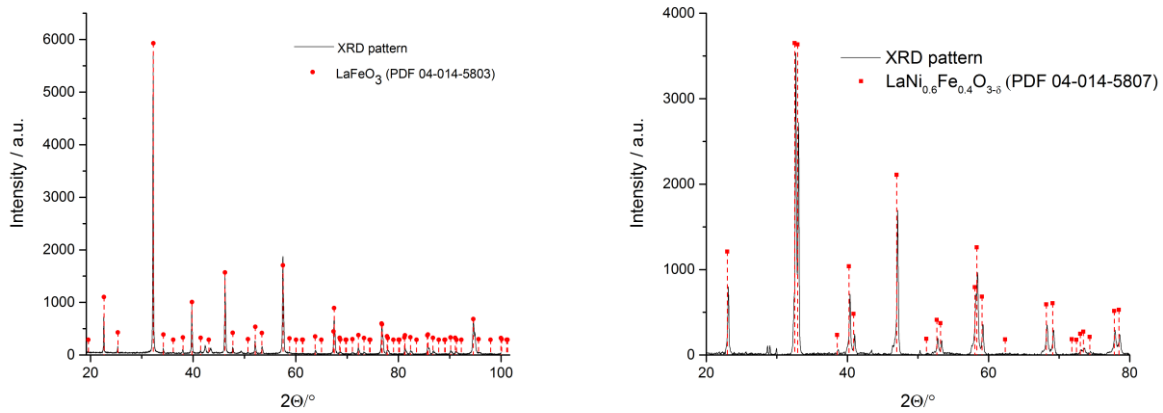 6000
5000
4000
3000
2000
1000
0
20 40 60 80 100
Intensity / a.u.
2Θ/°
XRD pattern
LaFeO3 (PDF 04-014-5803)
4000
3000
2000
1000
0
20 40 60 80
Intensity / a.u.
2Θ/°
XRD pattern
LaNi0.6Fe0.4O3-δ (PDF 04-014-5807)